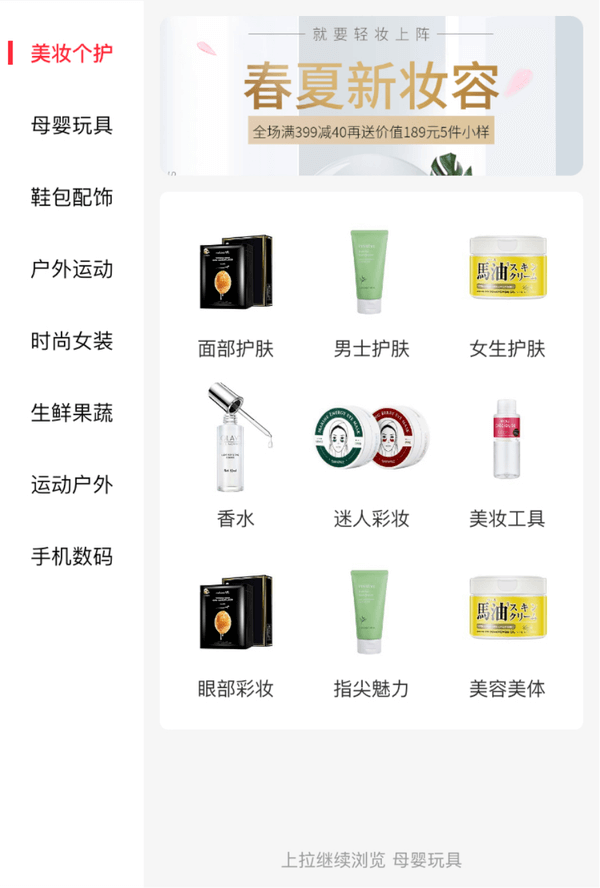 美妆个护
母婴玩具
鞋包配饰
户外运动
时尚女装
生鲜果蔬
运动户外
手机数码
就要轻妆上阵
春夏新妆容
全场满399减40再送价值189元5件小样
面部护肤
男士护肤
馬油スキン
クリーム
女生护肤
香水
迷人彩妆
美妆工具
眼部彩妆
指尖魅力
馬油スキン
クリーム
美容美体
上拉继续浏览 母婴玩具